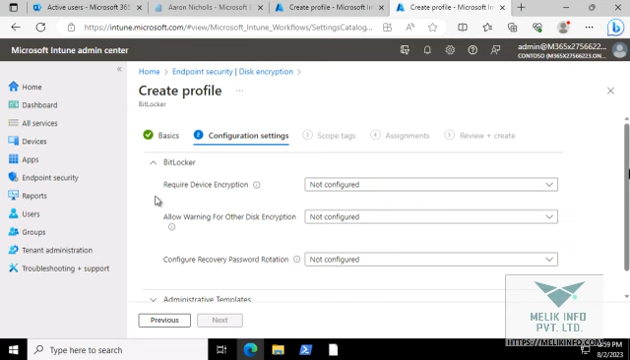 Active users - Microsoft 365
Aaron Nicholls - Microsoft
Create profile - Microsoft Int
Create profile - Microsoft Int
https://intune.microsoft.com/#view/Microsoft_Intune_Workflows/SettingsCatalog...
Microsoft Intune admin center
admin@M365x2756622...
CONTOSO (M365X27566223.ON...
Home
Dashboard
All services
Devices
Apps
Endpoint security
Reports
Users
Groups
Tenant administration
Troubleshooting + support
Home > Endpoint security | Disk encryption >
Create profile ...
BitLocker
Basics
2 Configuration settings
3 Scope tags
4 Assignments
5 Review + create
BitLocker
Require Device Encryption
Not configured
Allow Warning For Other Disk Encryption
Not configured
Configure Recovery Password Rotation
Not configured
Administrative Templates
Previous
Next
MELIK INFO
PVT. LTD.
HTTPS://MELIKINFO.COM
Type here to search
:59 PM
8/2/2023